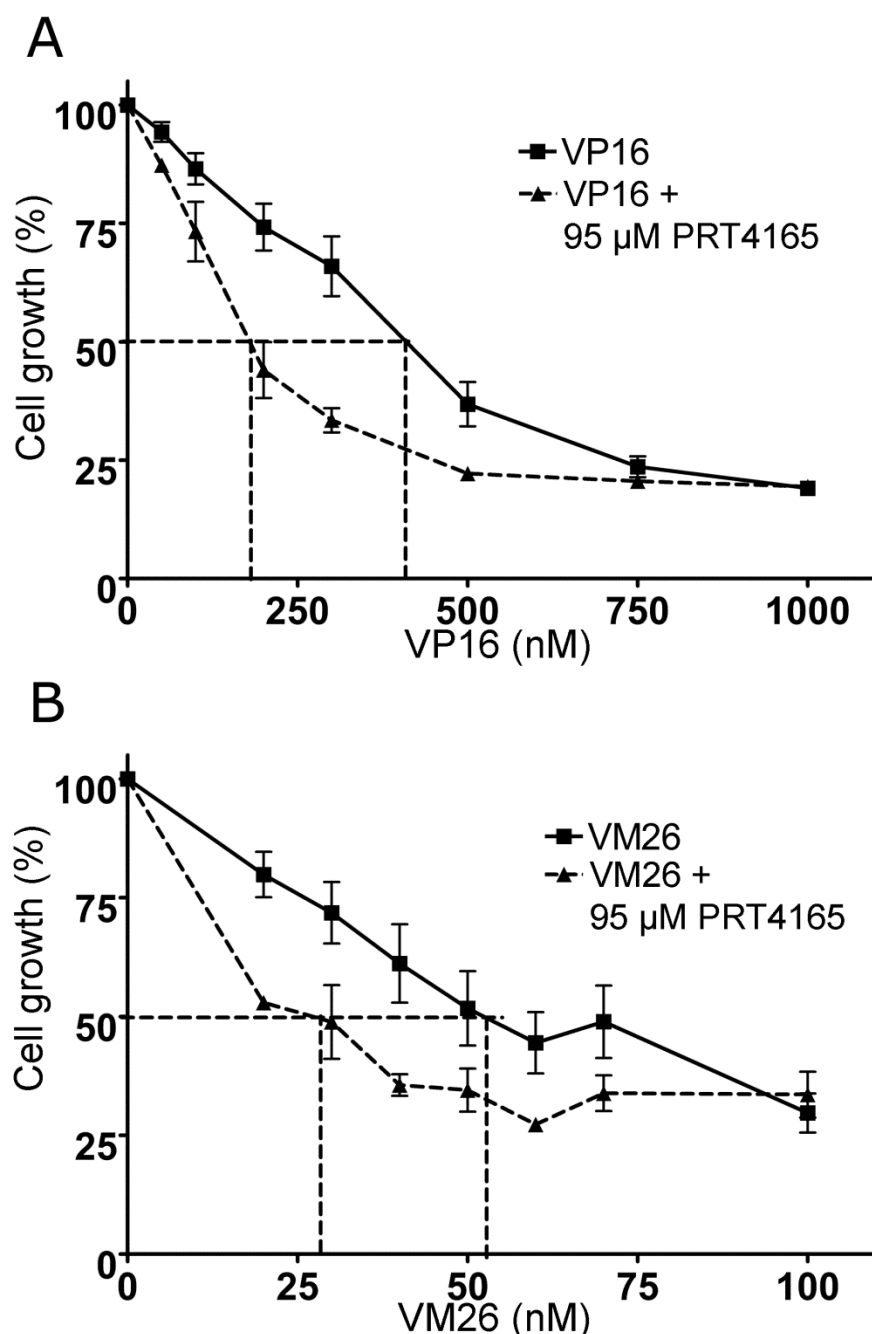 A
100
75
50
25
0
Cell growth (%)
VP16
VP16 +
95 µM PRT4165
0 250 500 750 1000
VP16 (nM)
B
100
75
50
25
0
Cell growth (%)
VM26
VM26 +
95 µM PRT4165
0 25 50 75 100
VM26 (nM)